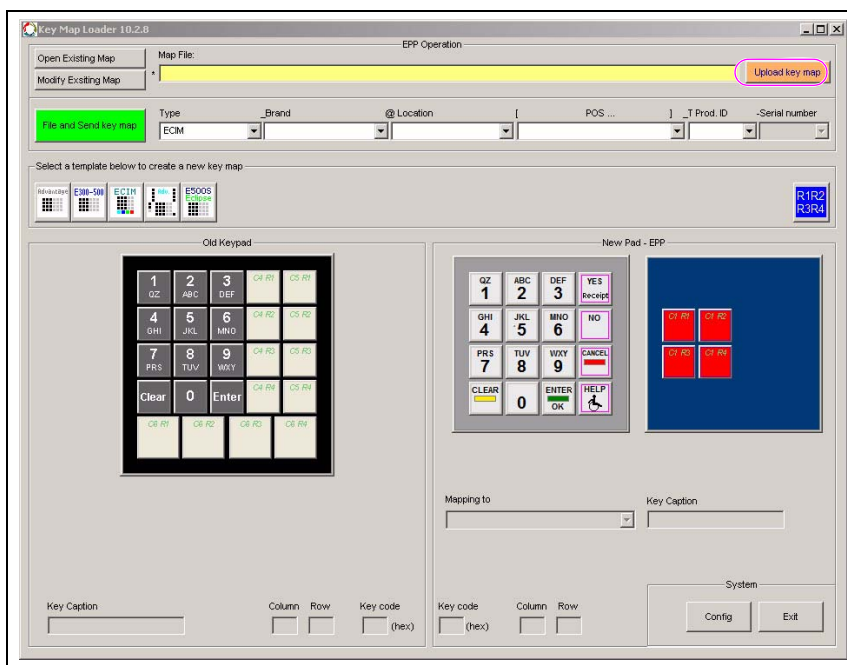 Key Map Loader 10.2.8
EPP Operation
Open Existing Map
Map File:
Modify Exsiting Map
*
Upload key map
File and Send key map
Type
_Brand
@ Location
[
POS ...
]
_T Prod. ID
-Serial number
ECIM
Select a template below to create a new key map
Advantage
E300-500
ECIM
Adv.
E500S
Eclipse
R1R2
R3R4
Old Keypad
New Pad - EPP
1 2 3 C4 R1 C5 R1
QZ ABC DEF
4 5 6 C4 R2 C5 R2
GHI JKL MNO
7 8 9 C4 R3 C5 R3
PRS TUV WXY
Clear 0 Enter C4 R4 C5 R4
C6 R1 C6 R2 C6 R3 C6 R4
QZ ABC DEF YES
1 2 3 Receipt
GHI JKL MNO NO
4 5 6
PRS TUV WXY CANCEL
7 8 9
CLEAR ENTER HELP
0 OK
C1 R1 C1 R2
C1 R3 C1 R4
Mapping to
Key Caption
System
Key Caption
Column
Row
Key code
(hex)
Key code
(hex)
Column
Row
Config
Exit